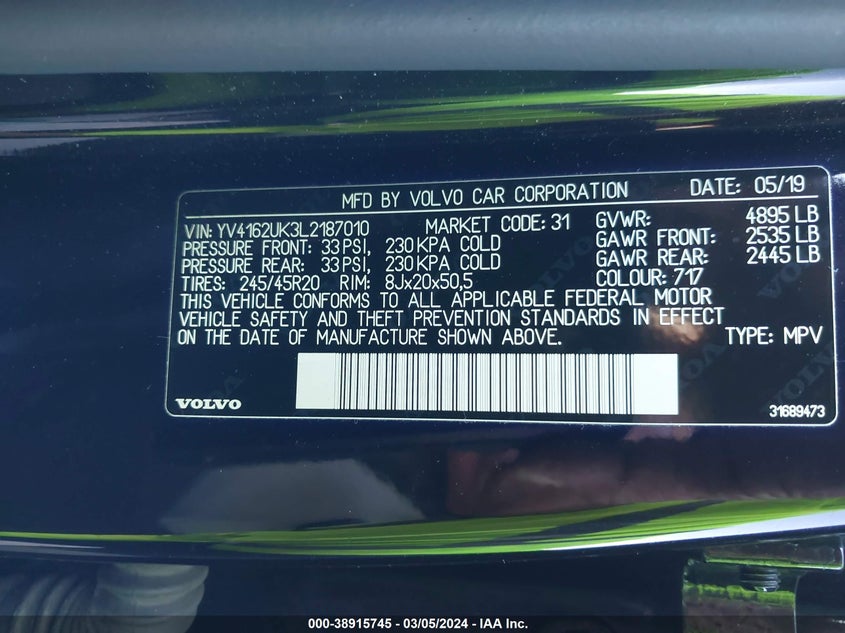 MFD BY VOLVO CAR CORPORATION DATE: 05/19
VIN: YV4162UK3L2187010 MARKET CODE: 31 GVWR: 4895 LB
PRESSURE FRONT: 33 PSI, 230 KPA COLD GAWR FRONT: 2535 LB
PRESSURE REAR: 33 PSI, 230 KPA COLD GAWR REAR: 2445 LB
TIRES: 245/45R20 RIM: 8Jx20x50,5 COLOUR: 717
THIS VEHICLE CONFORMS TO ALL APPLICABLE FEDERAL MOTOR
VEHICLE SAFETY AND THEFT PREVENTION STANDARDS IN EFFECT
ON THE DATE OF MANUFACTURE SHOWN ABOVE. TYPE: MPV
VOLVO 31689473
000-38915745 - 03/05/2024 - IAA Inc.